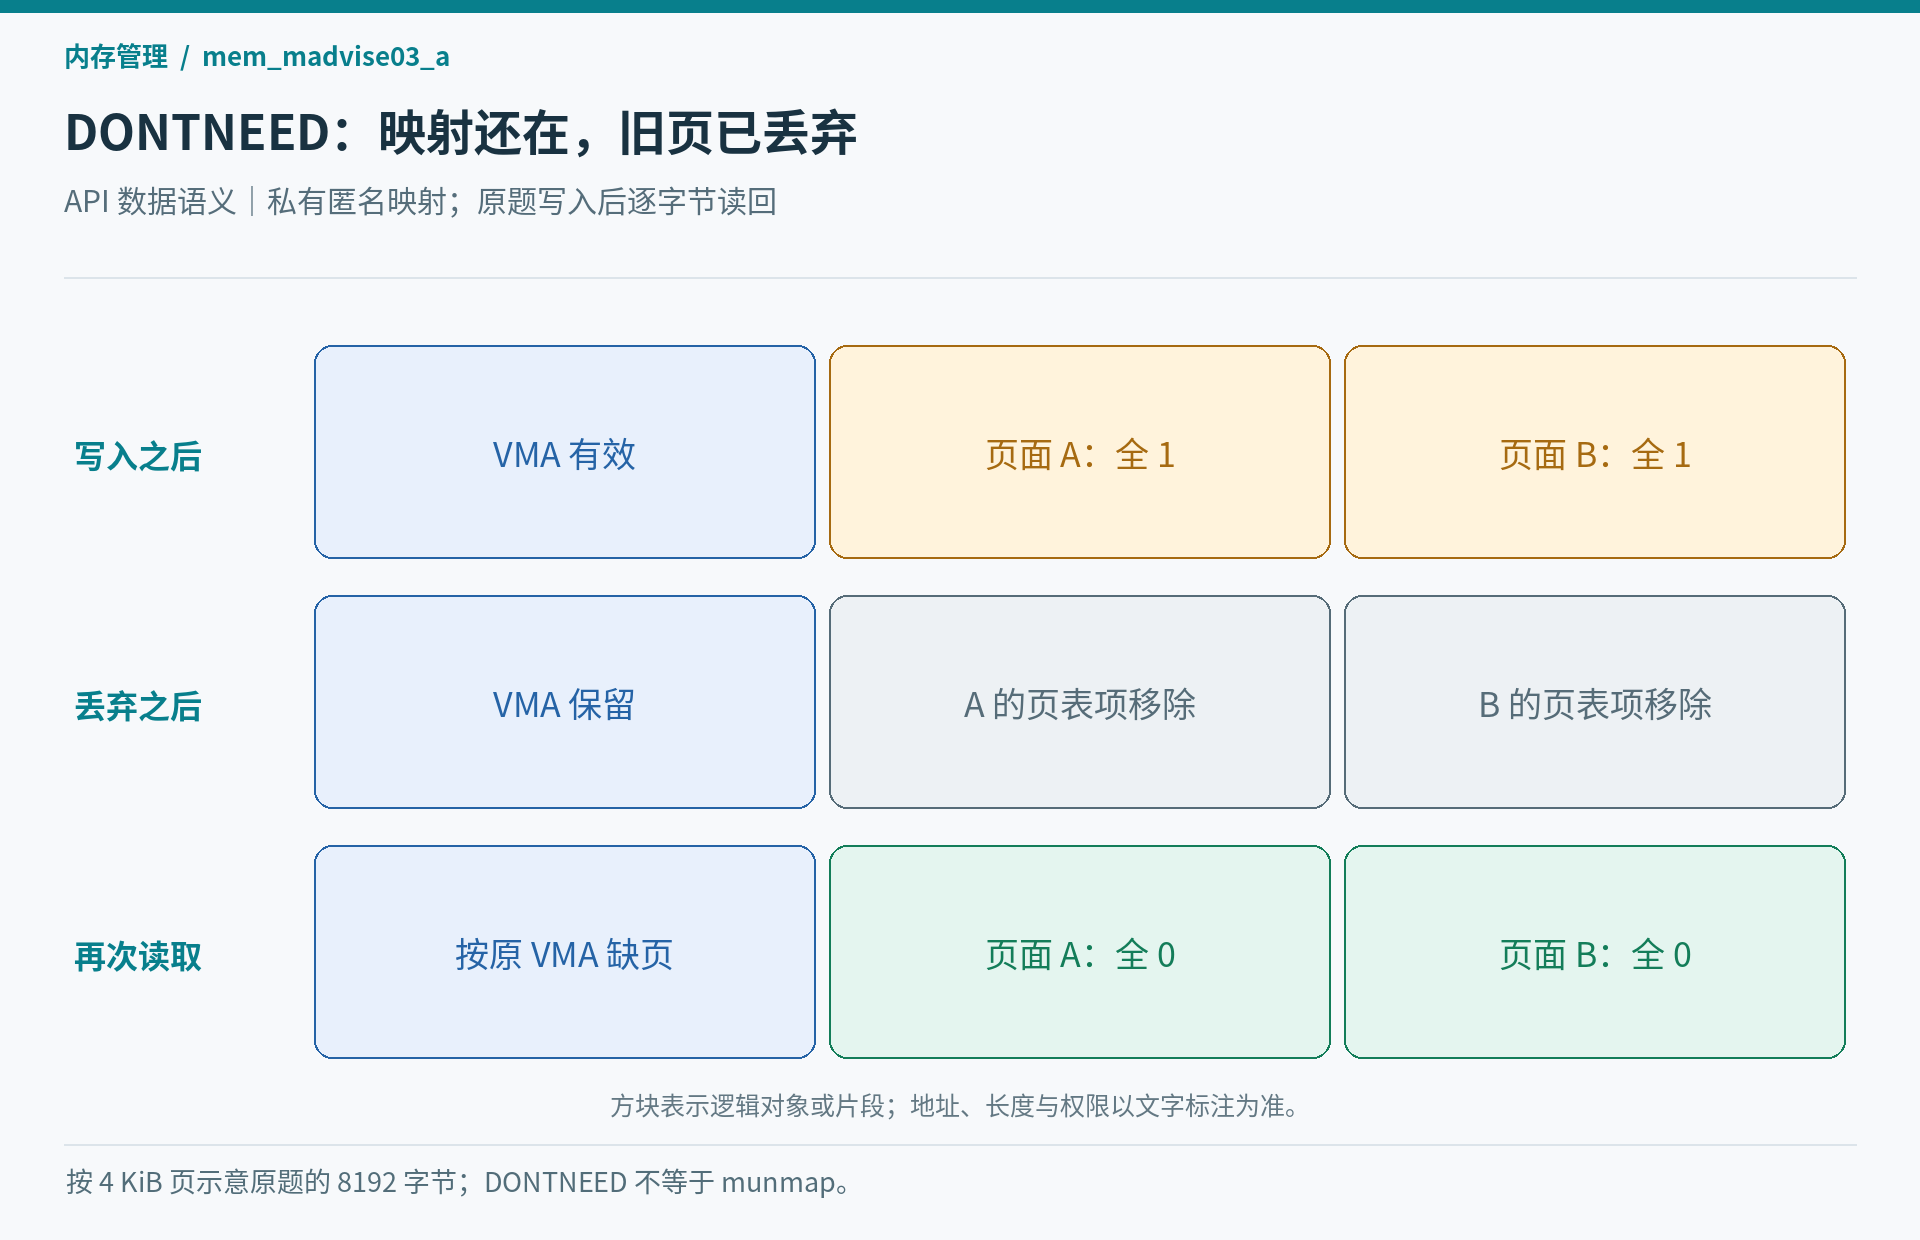 内存管理 / mem_madvise03_a
DONTNEED：映射还在，旧页已丢弃
API 数据语义｜私有匿名映射；原题写入后逐字节读回
写入之后
VMA 有效
页面 A：全 1
页面 B：全 1
丢弃之后
VMA 保留
A 的页表项移除
B 的页表项移除
再次读取
按原 VMA 缺页
页面 A：全 0
页面 B：全 0
方块表示逻辑对象或片段；地址、长度与权限以文字标注为准。
按 4 KiB 页示意原题的 8192 字节；DONTNEED 不等于 munmap。